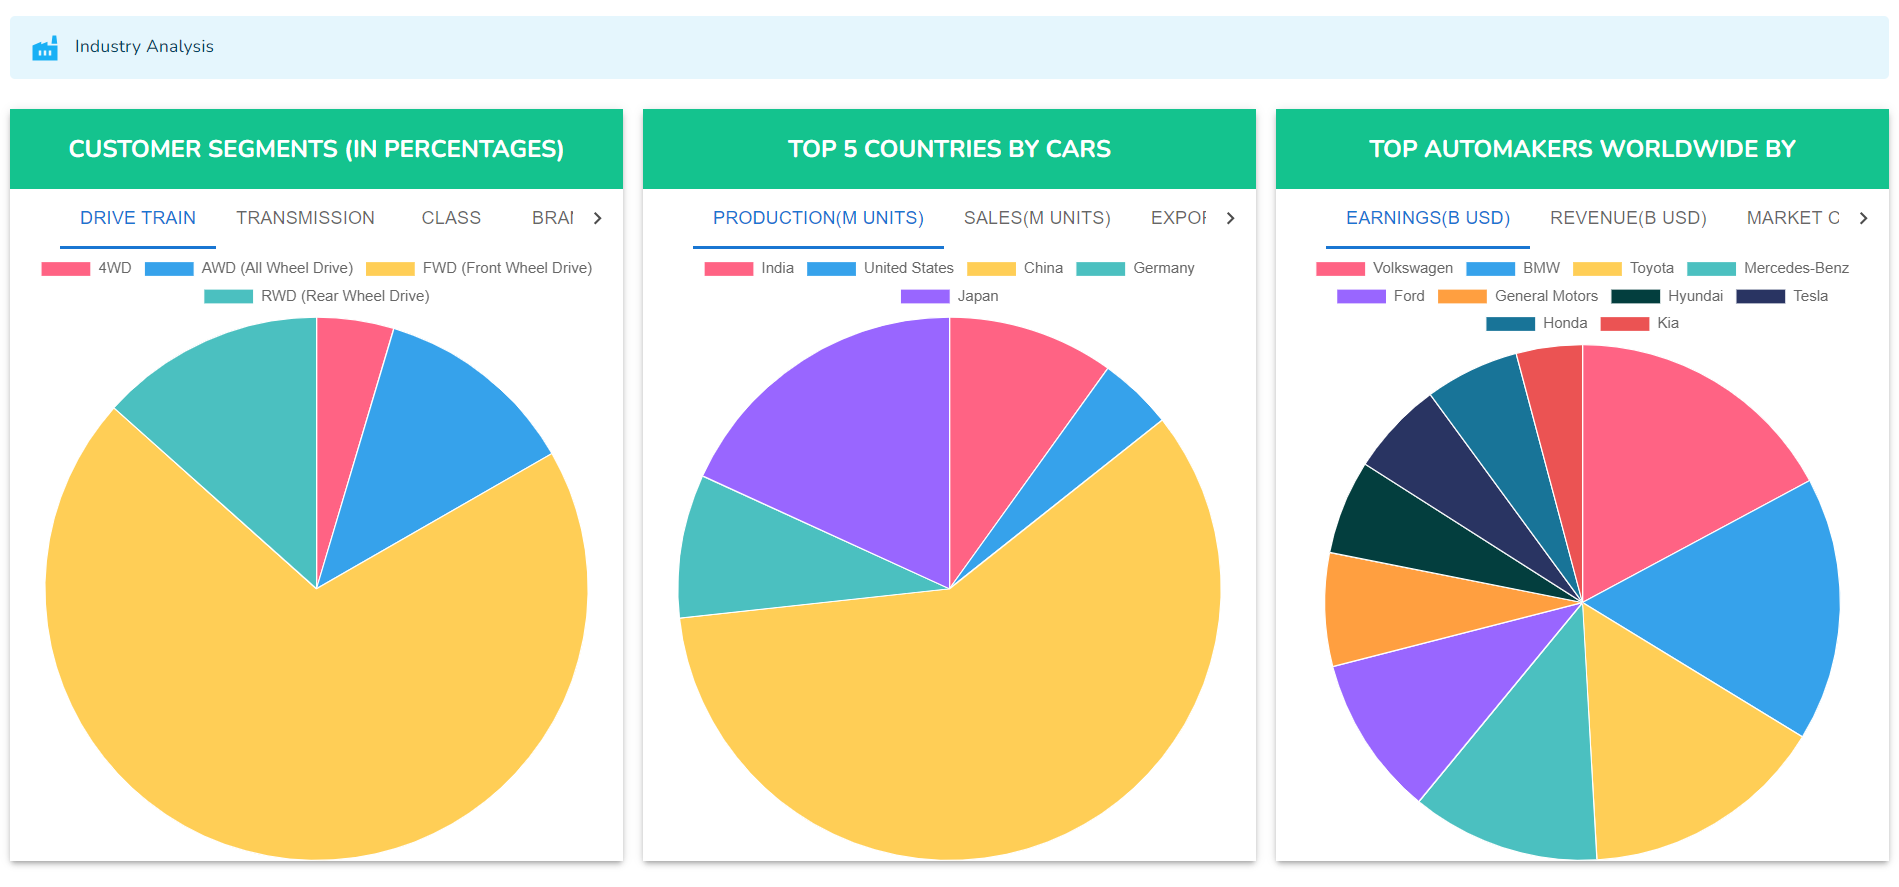 Industry Analysis
CUSTOMER SEGMENTS (IN PERCENTAGES)
DRIVE TRAIN TRANSMISSION CLASS
4WD AWD (All Wheel Drive) FWD (Front Wheel Drive)
RWD (Rear Wheel Drive)
TOP 5 COUNTRIES BY CARS
PRODUCTION(M UNITS) SALES(M UNITS)
India United States China Germany
Japan
TOP AUTOMAKERS WORLDWIDE BY
EARNINGS(B USD) REVENUE(B USD) MARKET
Volkswagen BMW Toyota Mercedes-Benz
Ford General Motors Hyundai Tesla
Honda Kia